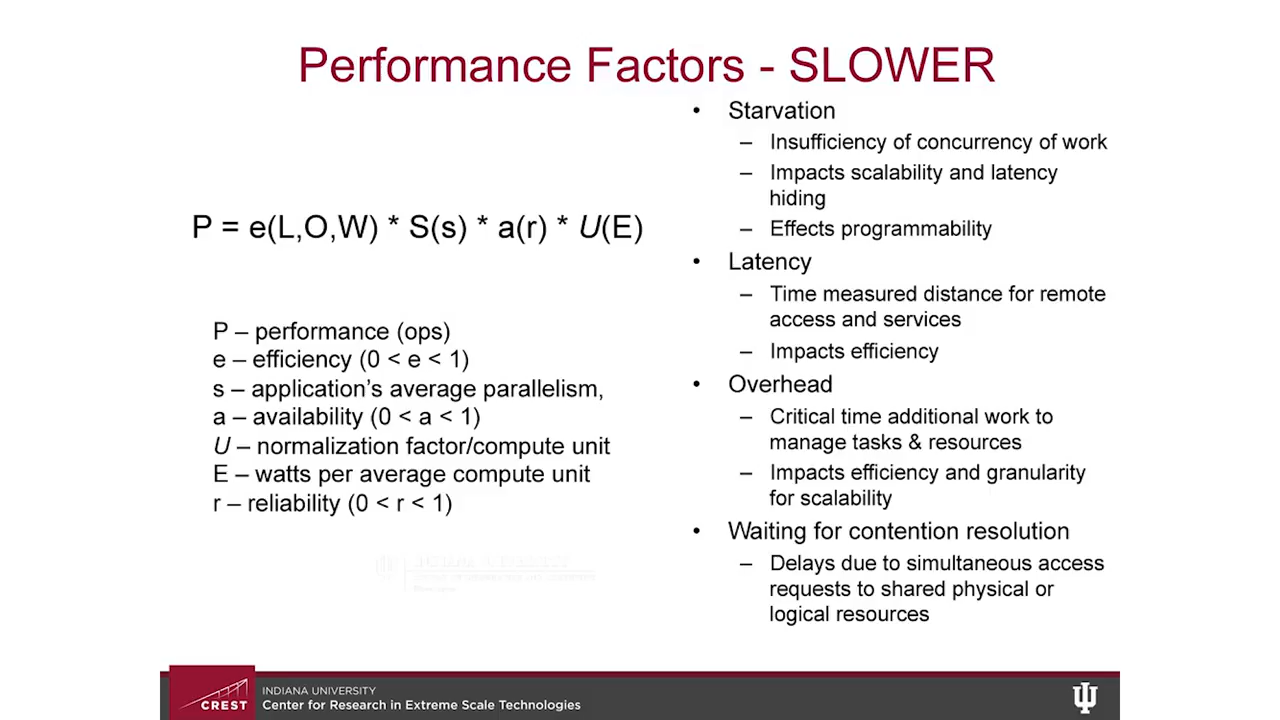 Performance Factors - SLOWER
P = e(L,O,W) * S(s) * a(r) * U(E)
P – performance (ops)
e – efficiency (0 < e < 1)
s – application’s average parallelism,
a – availability (0 < a < 1)
U – normalization factor/compute unit
E – watts per average compute unit
r – reliability (0 < r < 1)
• Starvation
– Insufficiency of concurrency of work
– Impacts scalability and latency
hiding
– Effects programmability
• Latency
– Time measured distance for remote
access and services
– Impacts efficiency
• Overhead
– Critical time additional work to
manage tasks & resources
– Impacts efficiency and granularity
for scalability
• Waiting for contention resolution
– Delays due to simultaneous access
requests to shared physical or
logical resources
CREST
INDIANA UNIVERSITY
Center for Research in Extreme Scale Technologies